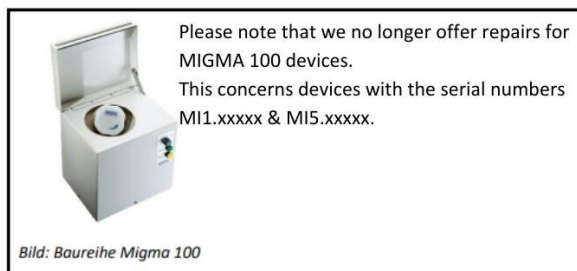 Please note that we no longer offer repairs for
MIGMA 100 devices.
This concerns devices with the serial numbers
MI1.xxxxx & MI5.xxxxx.
Bild: Baureihe Migma 100